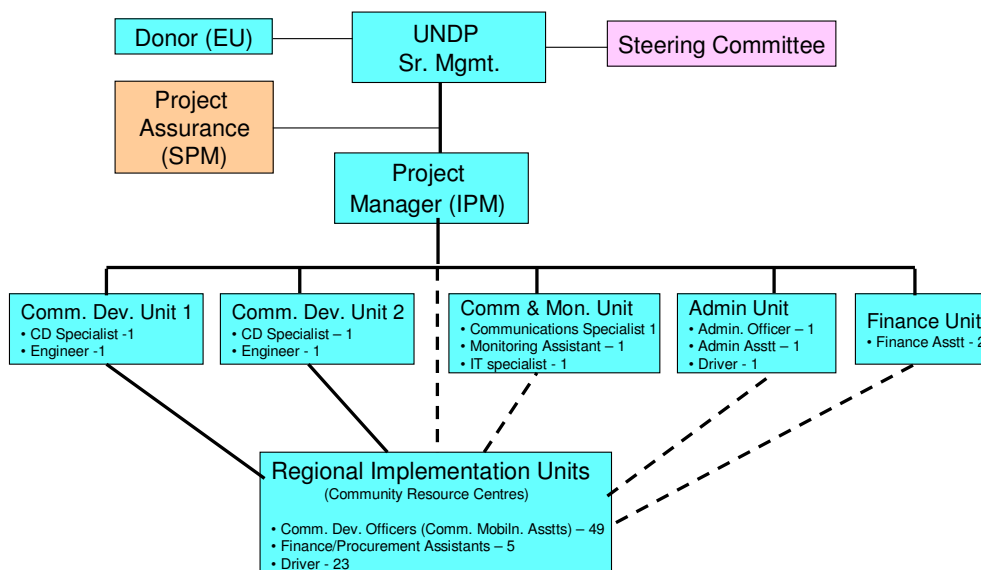 Donor (EU)
UNDP
Sr. Mgmt.
Steering Committee
Project
Assurance
(SPM)
Project
Manager (IPM)
Comm. Dev. Unit 1
• CD Specialist -1
• Engineer -1
Comm. Dev. Unit 2
• CD Specialist – 1
• Engineer - 1
Comm & Mon. Unit
• Communications Specialist 1
• Monitoring Assistant – 1
• IT specialist - 1
Admin Unit
• Admin. Officer – 1
• Admin Asstt – 1
• Driver - 1
Finance Unit
• Finance Asstt - 2
Regional Implementation Units
(Community Resource Centres)
• Comm. Dev. Officers (Comm. Mobiln. Asstts) – 49
• Finance/Procurement Assistants – 5
• Driver - 23